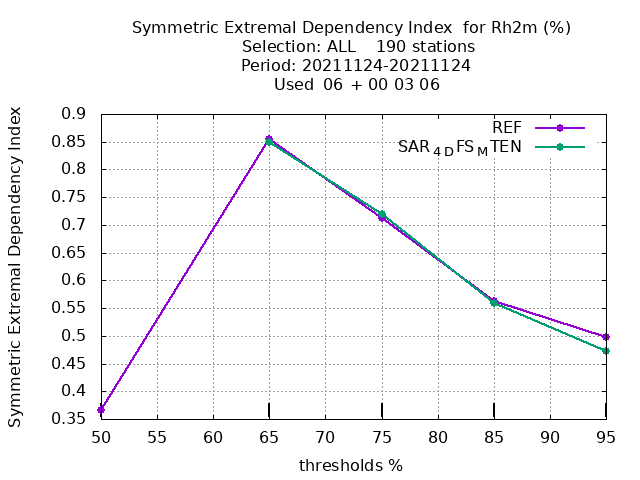 Symmetric Extremal Dependency Index  for Rh2m (%)
Selection: ALL    190 stations
Period: 20211124-20211124
Used  06 + 00 03 06
Symmetric Extremal Dependency Index
0.9
0.85
0.8
0.75
0.7
0.65
0.6
0.55
0.5
0.45
0.4
0.35
REF
SAR4DFSMTEN
50 55 60 65 70 75 80 85 90 95
thresholds %